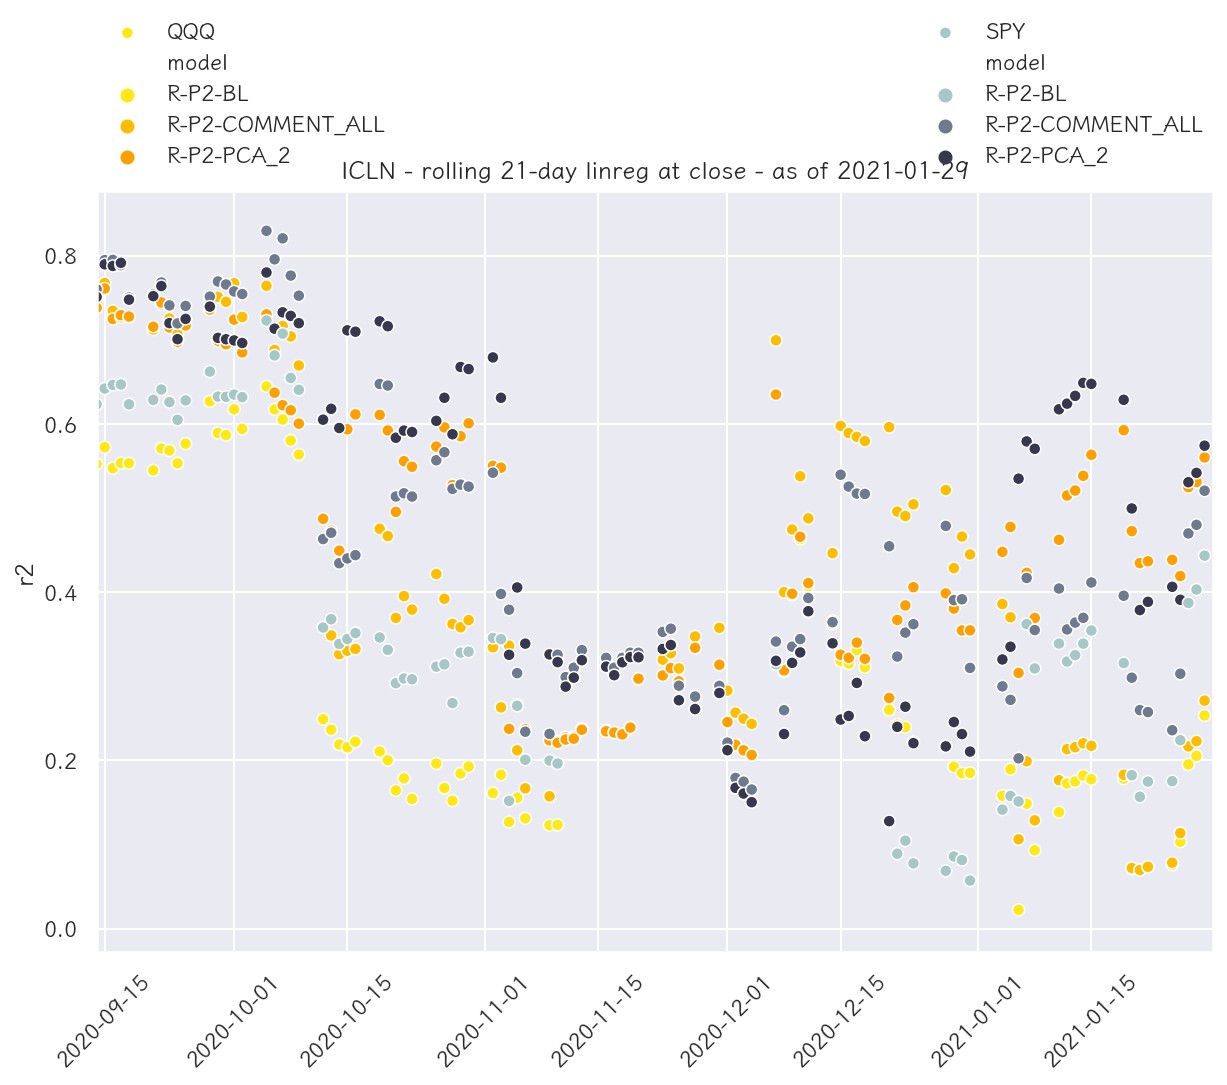 QQQ
model
R-P2-BL
R-P2-COMMENT_ALL
R-P2-PCA_2
SPY
model
R-P2-BL
R-P2-COMMENT_ALL
R-P2-PCA_2
ICLN - rolling 21-day linreg at close - as of 2021-01-29
r2
0.8
0.6
0.4
0.2
0.0
2020-09-15
2020-10-01
2020-10-15
2020-11-01
2020-11-15
2020-12-01
2020-12-15
2021-01-01
2021-01-15